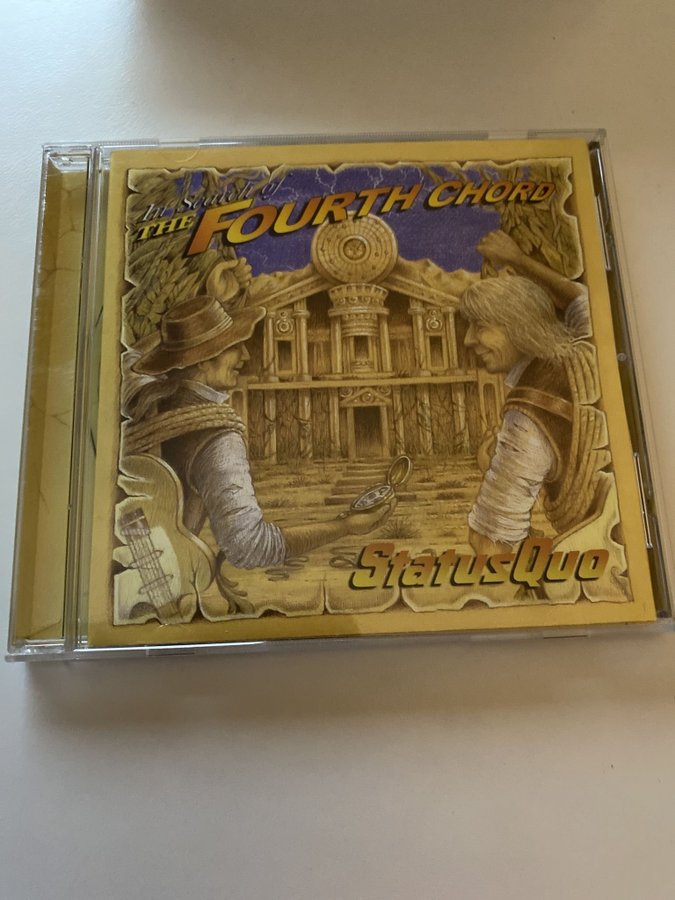 In Search of
THE FOURTH CHORD
StatusQuo